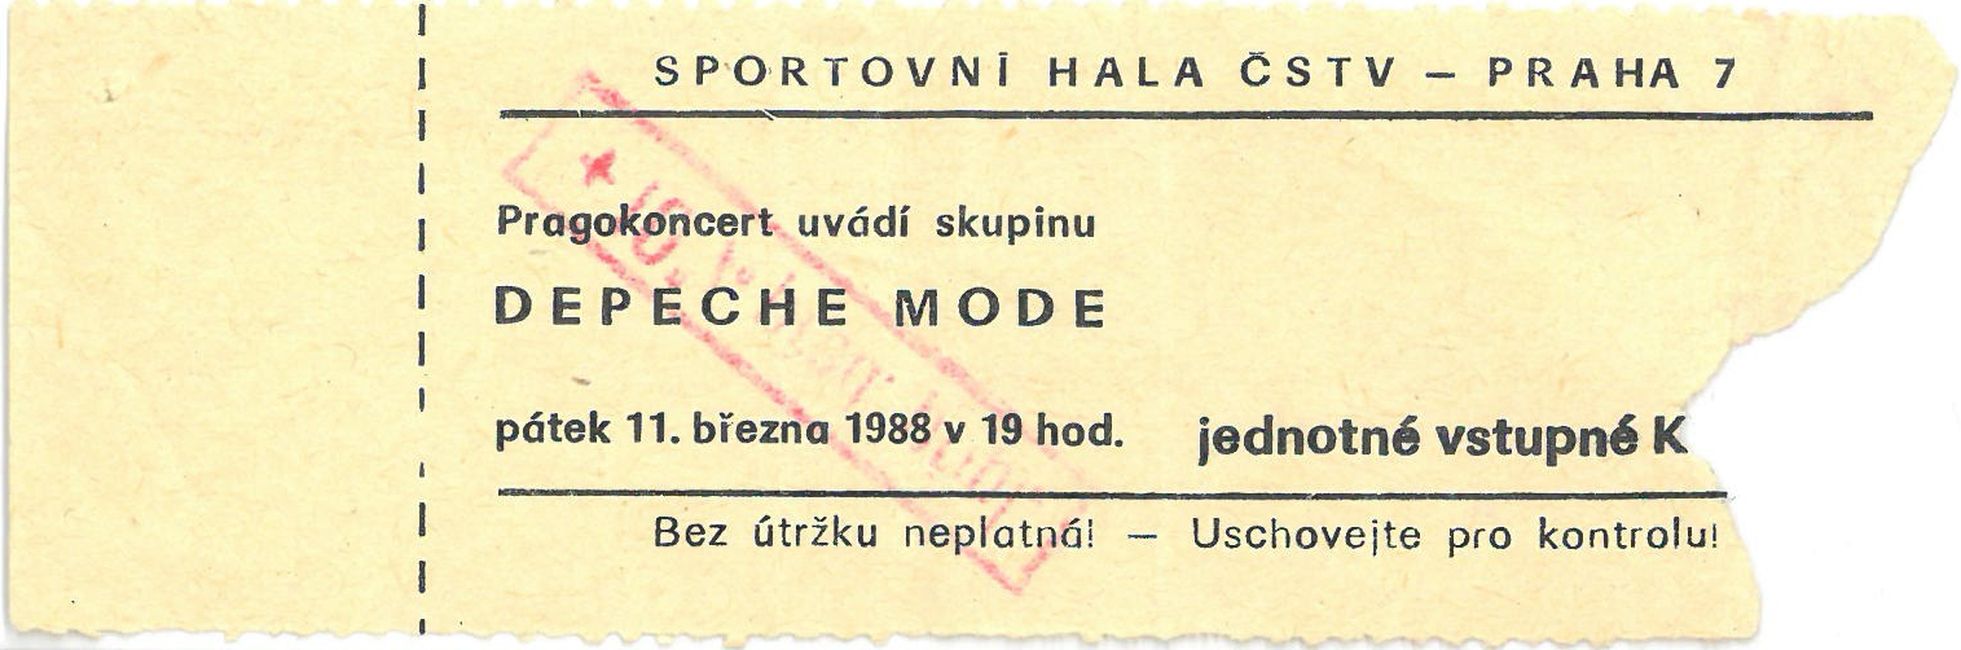 SPORTOVNÍ HALA ČSTV – PRAHA 7
Pragokoncert uvádí skupinu
DEPECHE MODE
pátek 11. března 1988 v 19 hod. jednotné vstupné K
Bez útržku neplatná! – Uschovejte pro kontrolu!